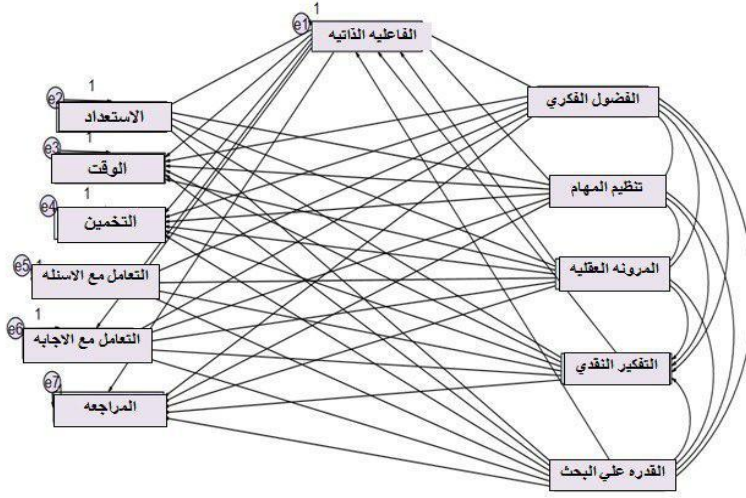 e1
1
الفاعليه الذاتيه
الفضول الفكري
e2
1
الاستعداد
e3
1
الوقت
تنظيم المهام
e4
1
التخمين
المرونه العقليه
e5
1
التعامل مع الاسئله
e6
1
التعامل مع الاجابه
التفكير النقدي
e7
المراجعه
القدره علي البحث